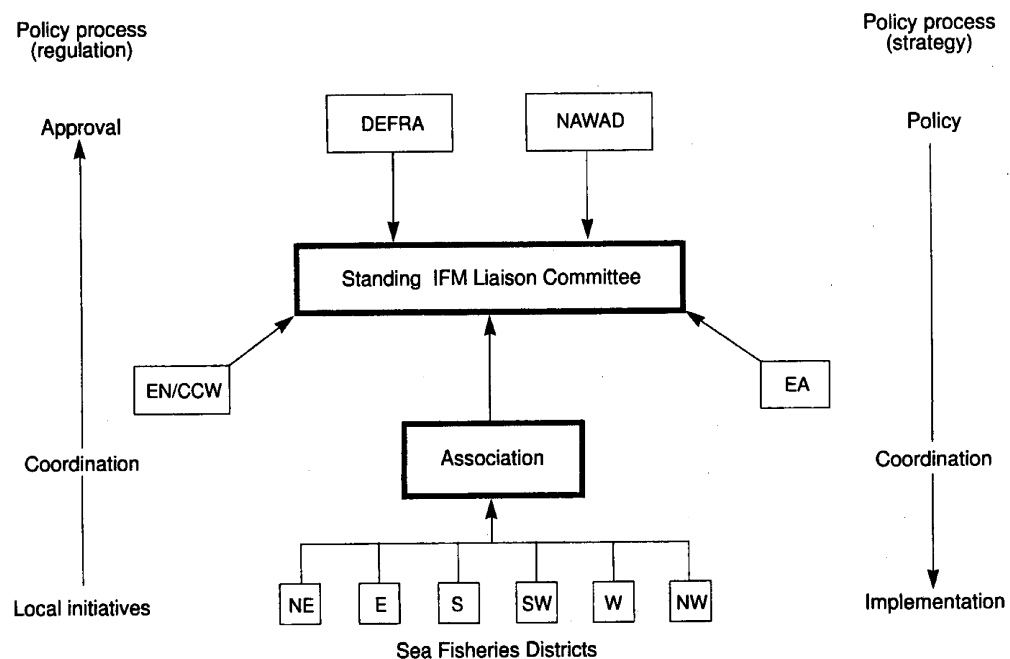 Policy process
(regulation)
Policy process
(strategy)
Approval
DEFRA
NAWAD
Policy
Standing IFM Liaison Committee
EN/CCW
EA
Coordination
Association
Coordination
NE
E
S
SW
W
NW
Local initiatives
Implementation
Sea Fisheries Districts